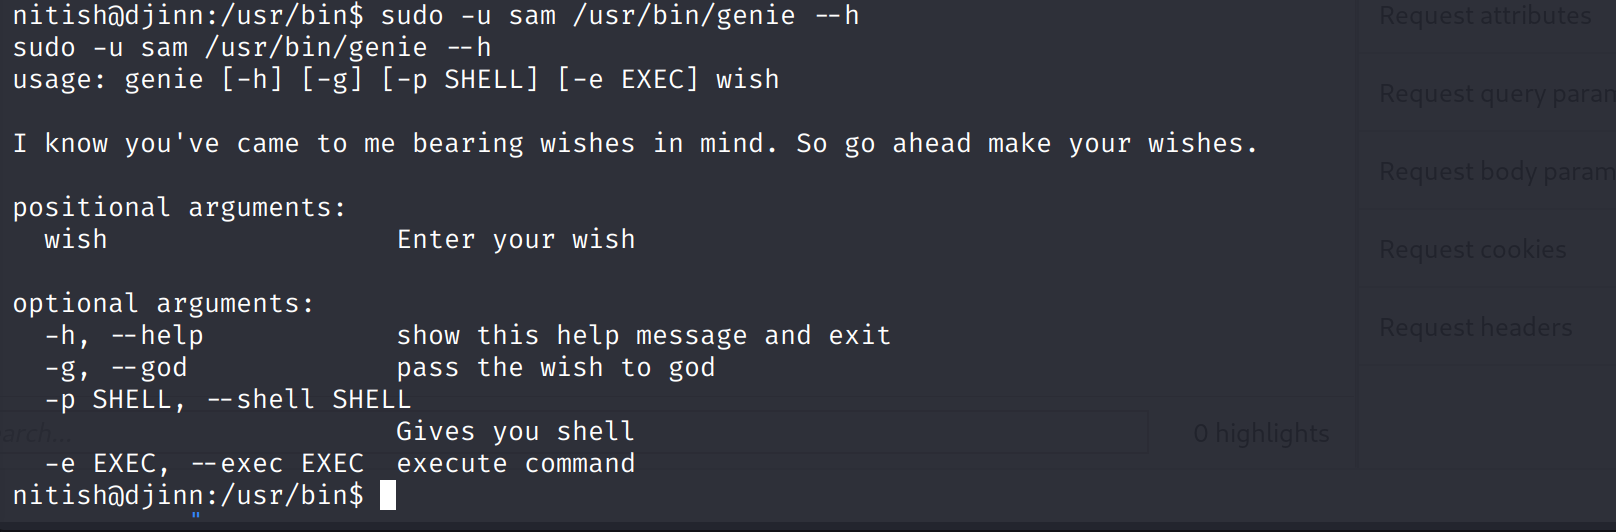 nitish@djinn:/usr/bin$ sudo -u sam /usr/bin/genie --h
sudo -u sam /usr/bin/genie --h
usage: genie [-h] [-g] [-p SHELL] [-e EXEC] wish
I know you've came to me bearing wishes in mind. So go ahead make your wishes.
positional arguments:
wish Enter your wish
optional arguments:
-h, --help show this help message and exit
-g, --god pass the wish to god
-p SHELL, --shell SHELL
Gives you shell
-e EXEC, --exec EXEC execute command
nitish@djinn:/usr/bin$
Request attributes
Request query param
Request body param
Request cookies
Request headers
arch...
0 highlights